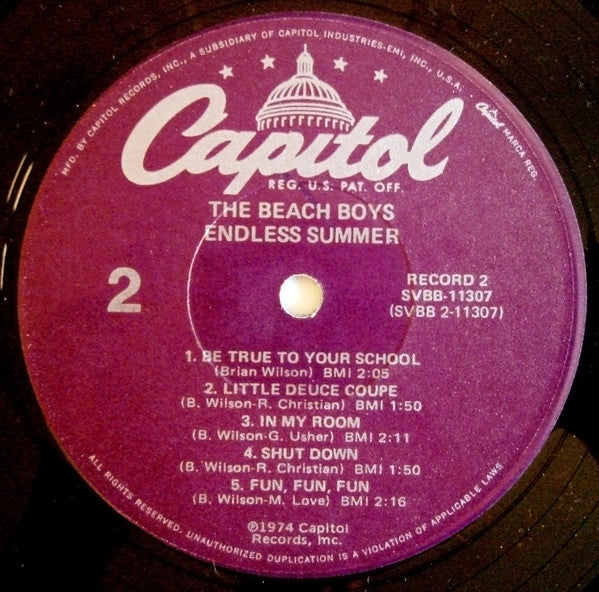 MFD. BY CAPITOL RECORDS, INC., A SUBSIDIARY OF CAPITOL INDUSTRIES-EMI, INC., U.S.A.
Capitol MARCA REG.
Capitol
REG. U.S. PAT. OFF.
THE BEACH BOYS
ENDLESS SUMMER
2
RECORD 2
SVBB-11307
(SVBB 2-11307)
1. BE TRUE TO YOUR SCHOOL
(Brian Wilson) BMI 2:05
2. LITTLE DEUCE COUPE
(B. Wilson-R. Christian) BMI 1:50
3. IN MY ROOM
(B. Wilson-G. Usher) BMI 2:11
4. SHUT DOWN
(B. Wilson-R. Christian) BMI 1:50
5. FUN, FUN, FUN
(B. Wilson-M. Love) BMI 2:16
℗1974 Capitol
Records, Inc.
ALL RIGHTS RESERVED. UNAUTHORIZED DUPLICATION IS A VIOLATION OF APPLICABLE LAWS.